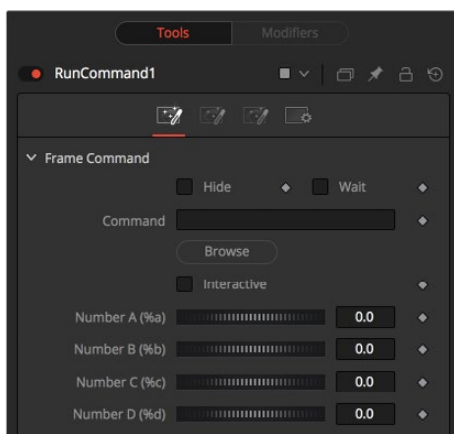 Tools Modifiers
RunCommand1
Frame Command
Hide Wait
Command
Browse
Interactive
Number A (%a) 0.0
Number B (%b) 0.0
Number C (%c) 0.0
Number D (%d) 0.0